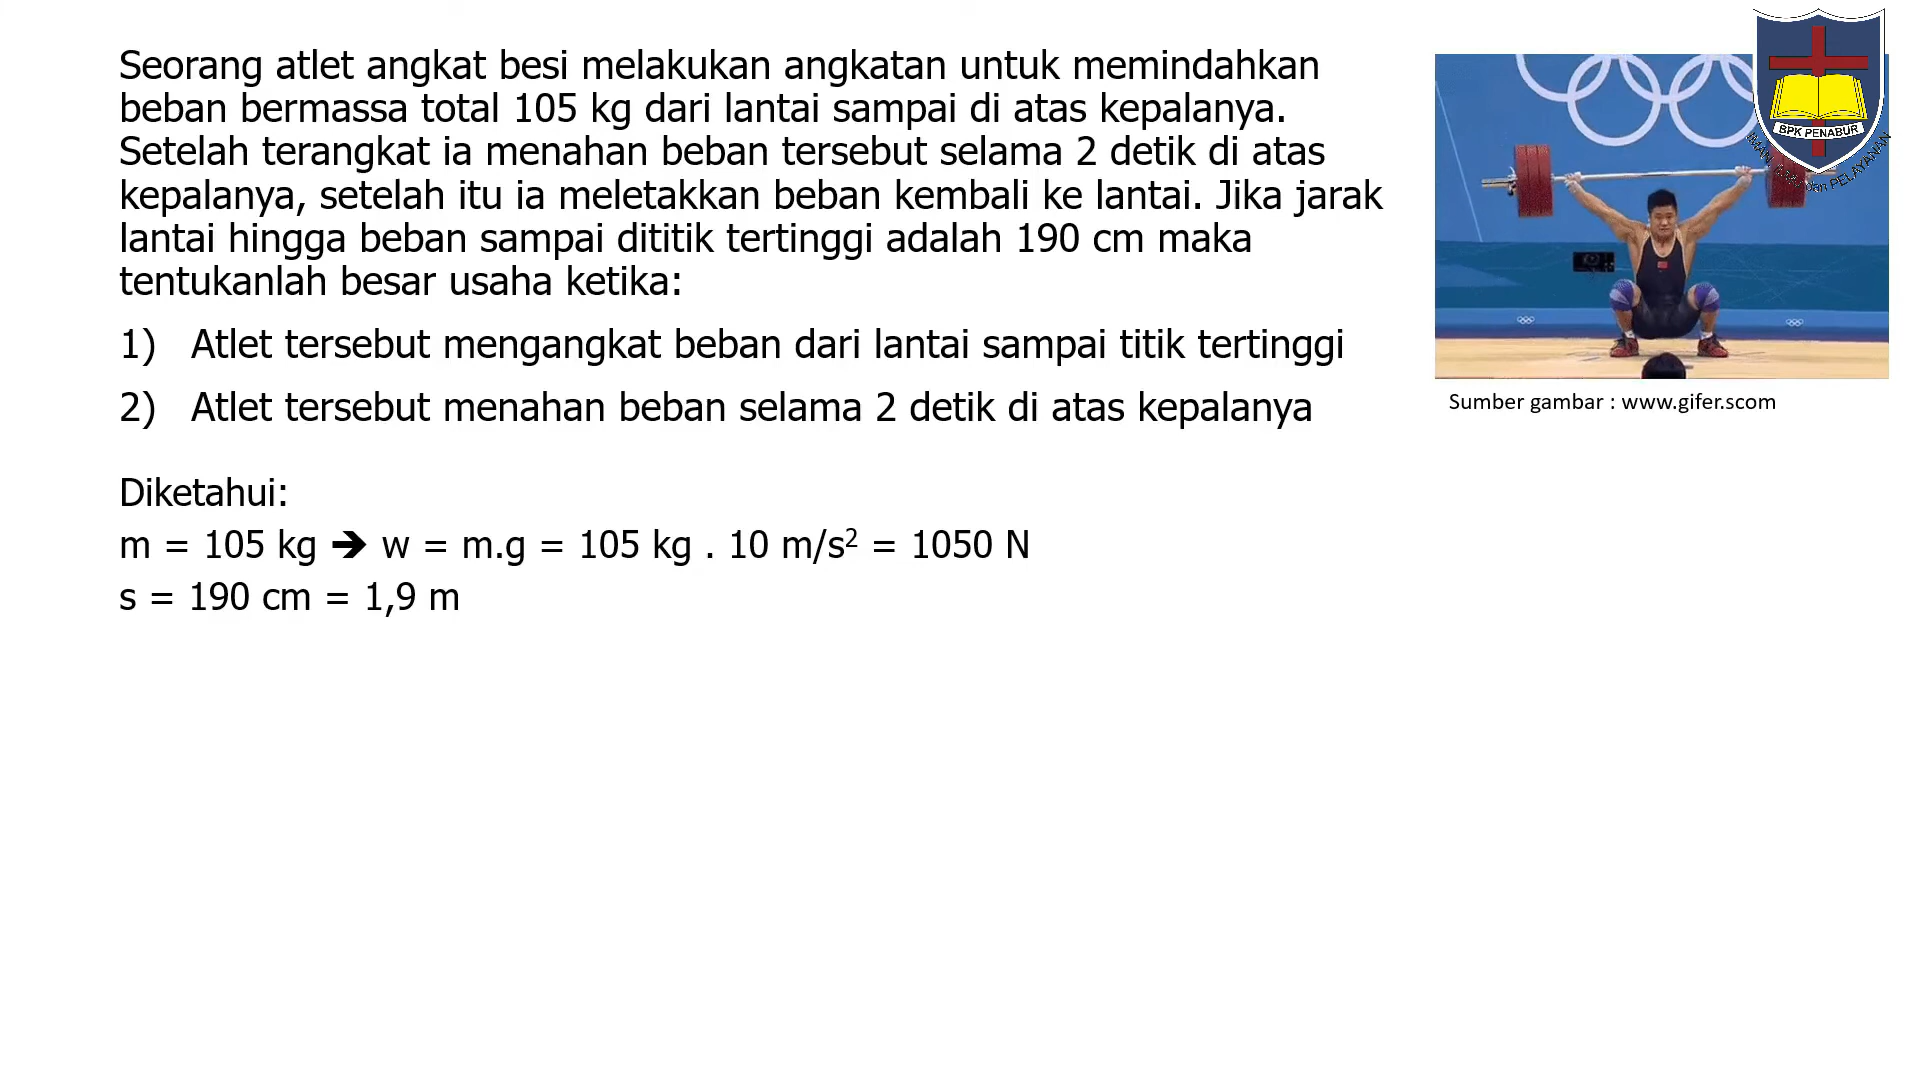 Seorang atlet angkat besi melakukan angkatan untuk memindahkan
beban bermassa total 105 kg dari lantai sampai di atas kepalanya.
Setelah terangkat ia menahan beban tersebut selama 2 detik di atas
kepalanya, setelah itu ia meletakkan beban kembali ke lantai. Jika jarak
lantai hingga beban sampai dititik tertinggi adalah 190 cm maka
tentukanlah besar usaha ketika:
1) Atlet tersebut mengangkat beban dari lantai sampai titik tertinggi
2) Atlet tersebut menahan beban selama 2 detik di atas kepalanya
Diketahui:
m = 105 kg ➔ w = m.g = 105 kg . 10 m/s² = 1050 N
s = 190 cm = 1,9 m
BPK PENABUR
dan PELAYANAN
Sumber gambar : www.gifer.scom